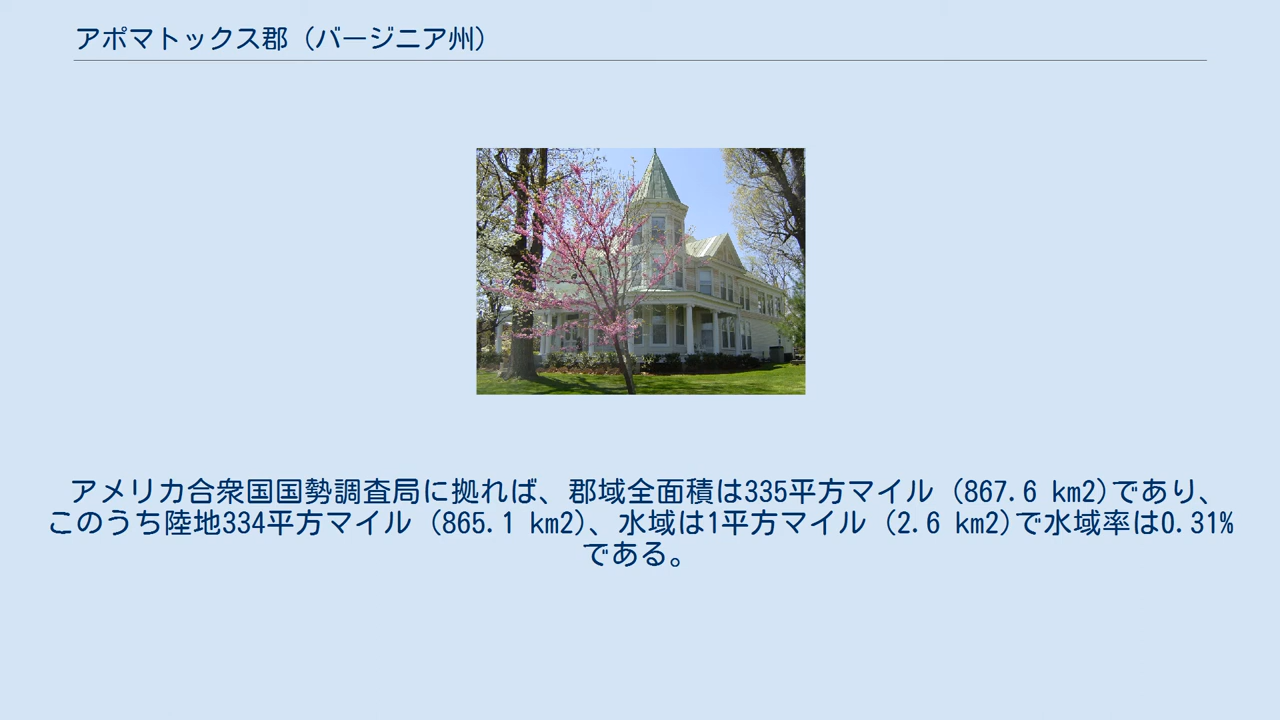 アポマトックス郡 (バージニア州)
アメリカ合衆国国勢調査局に拠れば、郡域全面積は335平方マイル (867.6 km2)であり、
このうち陸地334平方マイル (865.1 km2)、水域は1平方マイル (2.6 km2)で水域率は0.31%
である。